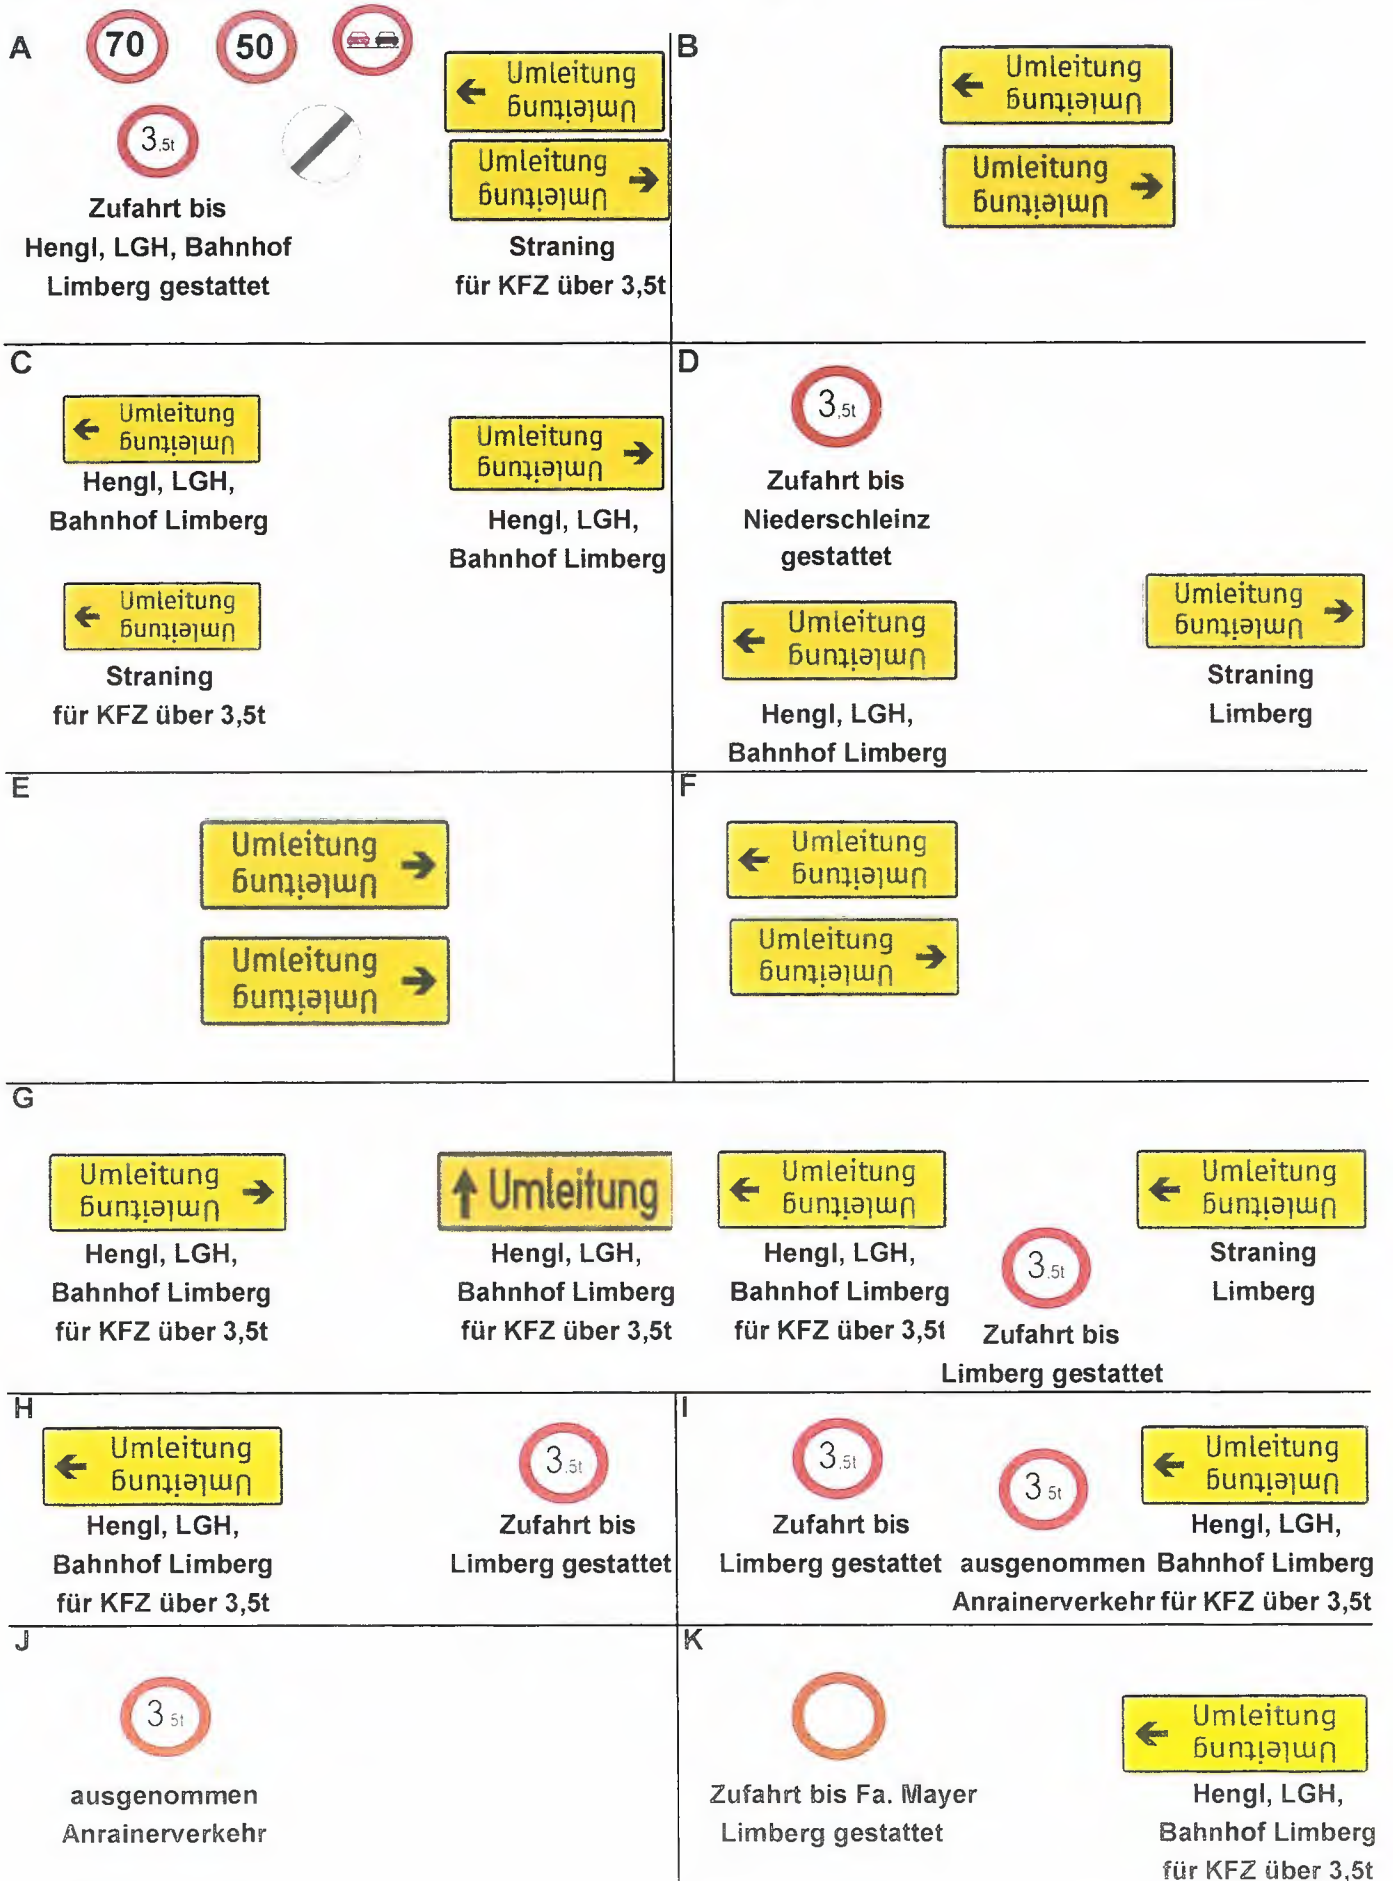 A
70
50
3,5t
Zufahrt bis
Hengl, LGH, Bahnhof
Limberg gestattet
Umleitung
Umleitung
Umleitung
Umleitung
Straning
für KFZ über 3,5t
B
Umleitung
Umleitung
Umleitung
Umleitung
C
Umleitung
Umleitung
Hengl, LGH,
Bahnhof Limberg
Umleitung
Umleitung
Straning
für KFZ über 3,5t
Umleitung
Umleitung
Hengl, LGH,
Bahnhof Limberg
D
3,5t
Zufahrt bis
Niederschleinz
gestattet
Umleitung
Umleitung
Hengl, LGH,
Bahnhof Limberg
Umleitung
Umleitung
Straning
Limberg
E
Umleitung
Umleitung
Umleitung
Umleitung
F
Umleitung
Umleitung
Umleitung
Umleitung
G
Umleitung
Umleitung
Hengl, LGH,
Bahnhof Limberg
für KFZ über 3,5t
Umleitung
Hengl, LGH,
Bahnhof Limberg
für KFZ über 3,5t
Umleitung
Umleitung
Hengl, LGH,
Bahnhof Limberg
für KFZ über 3,5t
3,5t
Zufahrt bis
Limberg gestattet
Umleitung
Umleitung
Straning
Limberg
H
Umleitung
Umleitung
Hengl, LGH,
Bahnhof Limberg
für KFZ über 3,5t
3,5t
Zufahrt bis
Limberg gestattet
I
3,5t
Zufahrt bis
Limberg gestattet
3,5t
ausgenommen
Anrainerverkehr
Umleitung
Umleitung
Hengl, LGH,
Bahnhof Limberg
für KFZ über 3,5t
J
3,5t
ausgenommen
Anrainerverkehr
K
Zufahrt bis Fa. Mayer
Limberg gestattet
Umleitung
Umleitung
Hengl, LGH,
Bahnhof Limberg
für KFZ über 3,5t